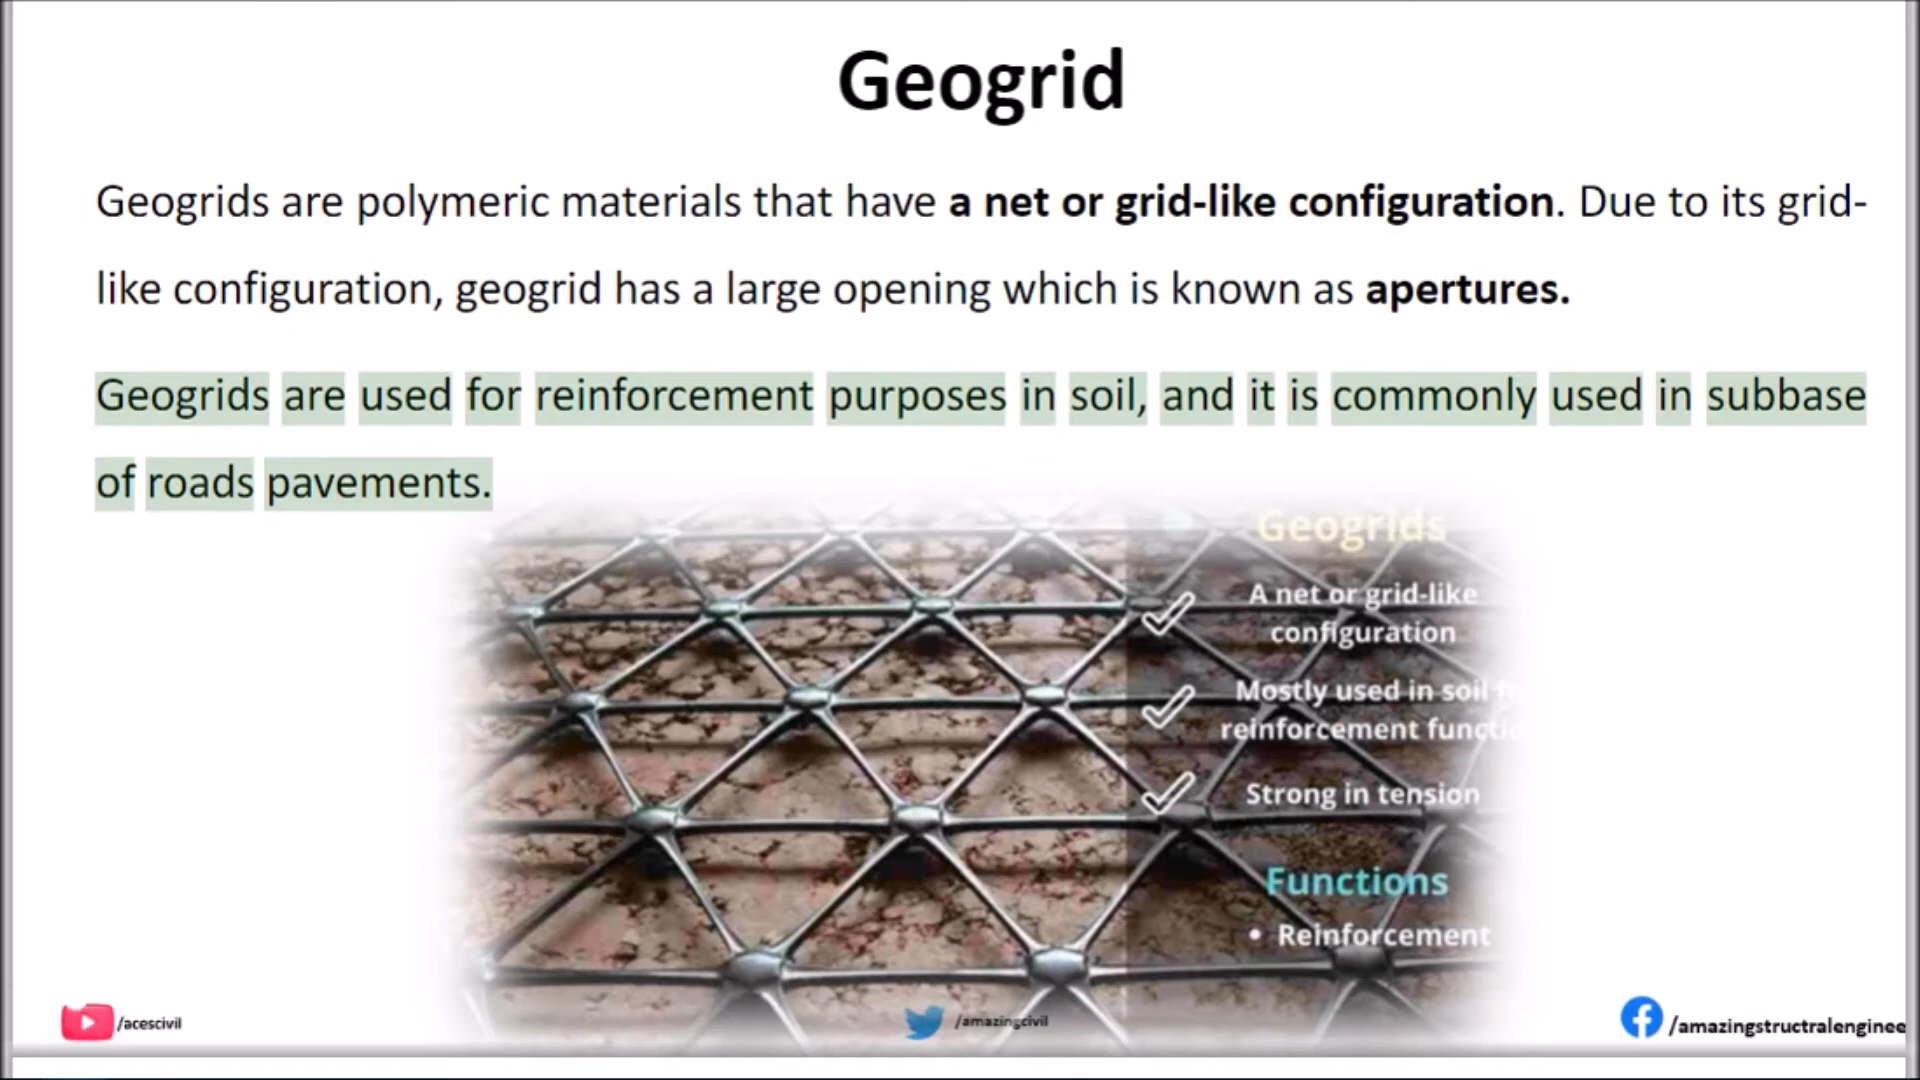 Geogrid
Geogrids are polymeric materials that have a net or grid-like configuration. Due to its grid-
like configuration, geogrid has a large opening which is known as apertures.
Geogrids are used for reinforcement purposes in soil, and it is commonly used in subbase
of roads pavements.
Geogrids
A net or grid-like
configuration
Mostly used in soil
reinforcement functi
Strong in tension
Functions
• Reinforcement
/acescivil
/amazingcivil
/amazingstructralenginee